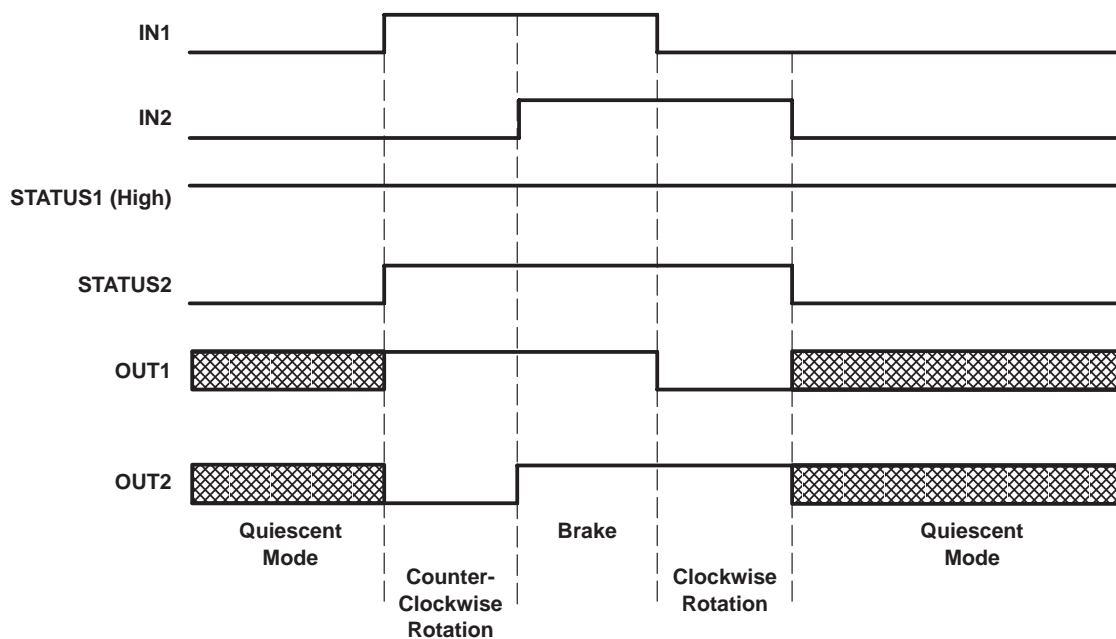 IN1
IN2
STATUS1 (High)
STATUS2
OUT1
OUT2
Quiescent
Mode
Counter-
Clockwise
Rotation
Brake
Clockwise
Rotation
Quiescent
Mode